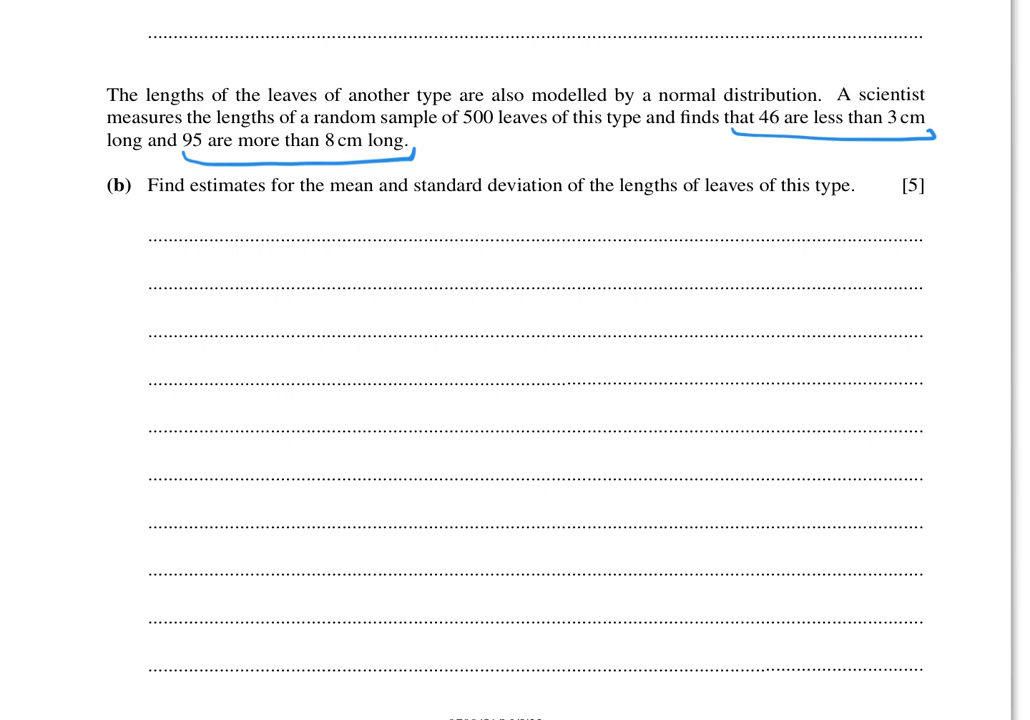 The lengths of the leaves of another type are also modelled by a normal distribution. A scientist
measures the lengths of a random sample of 500 leaves of this type and finds that 46 are less than 3 cm
long and 95 are more than 8 cm long.
(b) Find estimates for the mean and standard deviation of the lengths of leaves of this type. [5]